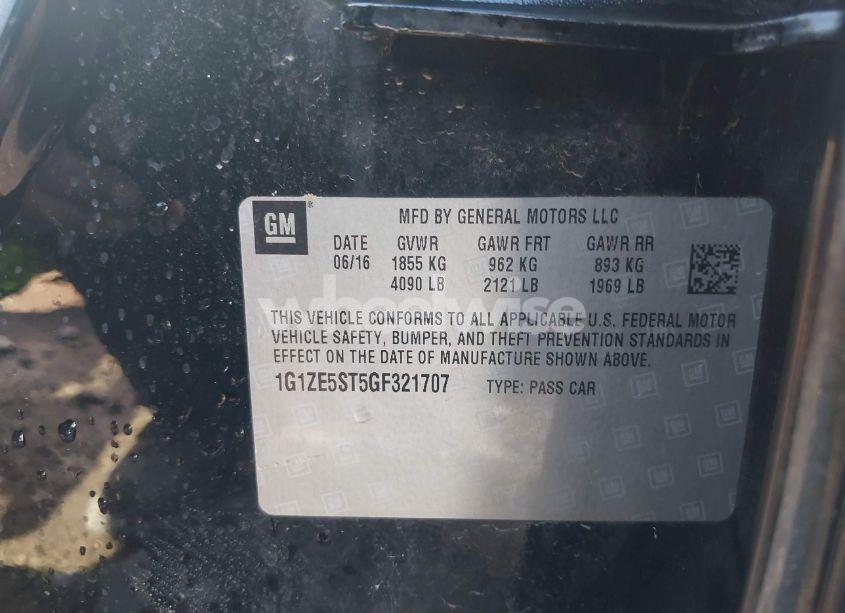 GM ®
MFD BY GENERAL MOTORS LLC
DATE GVWR GAWR FRT GAWR RR
06/16 1855 KG 962 KG 893 KG
4090 LB 2121 LB 1969 LB
wheelwise
THIS VEHICLE CONFORMS TO ALL APPLICABLE U.S. FEDERAL MOTOR
VEHICLE SAFETY, BUMPER, AND THEFT PREVENTION STANDARDS IN
EFFECT ON THE DATE OF MANUFACTURE SHOWN ABOVE.
1G1ZE5ST5GF321707 TYPE: PASS CAR